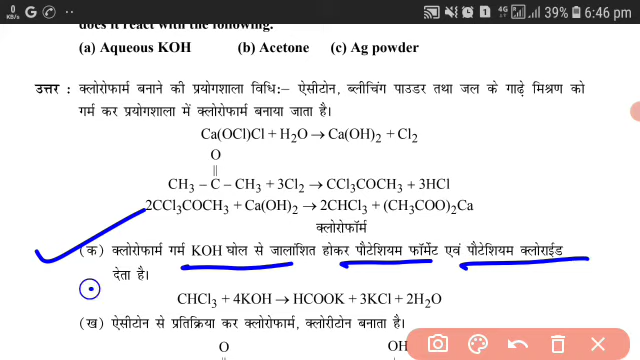 0 KB/s G 1 4G 39% 6:46 pm
does it react with the following.
(a) Aqueous KOH (b) Acetone (c) Ag powder
उत्तर : क्लोरोफार्म बनाने की प्रयोगशाला विधि:– ऐसीटोन, ब्लीचिंग पाउडर तथा जल के गाढ़े मिश्रण को
गर्म कर प्रयोगशाला में क्लोरोफार्म बनाया जाता है।
Ca(OCl)Cl + H₂O → Ca(OH)₂ + Cl₂
O
||
CH₃ – C – CH₃ + 3Cl₂ → CCl₃COCH₃ + 3HCl
2CCl₃COCH₃ + Ca(OH)₂ → 2CHCl₃ + (CH₃COO)₂Ca
क्लोरोफॉर्म
(क) क्लोरोफार्म गर्म KOH घोल से जालांशित होकर पौटेशियम फॉर्मेट एवं पौटेशियम क्लोराईड
देता है।
CHCl₃ + 4KOH → HCOOK + 3KCl + 2H₂O
(ख) ऐसीटोन से प्रतिक्रिया कर क्लोरोफार्म, क्लोरीटोन बनाता है।
O OH